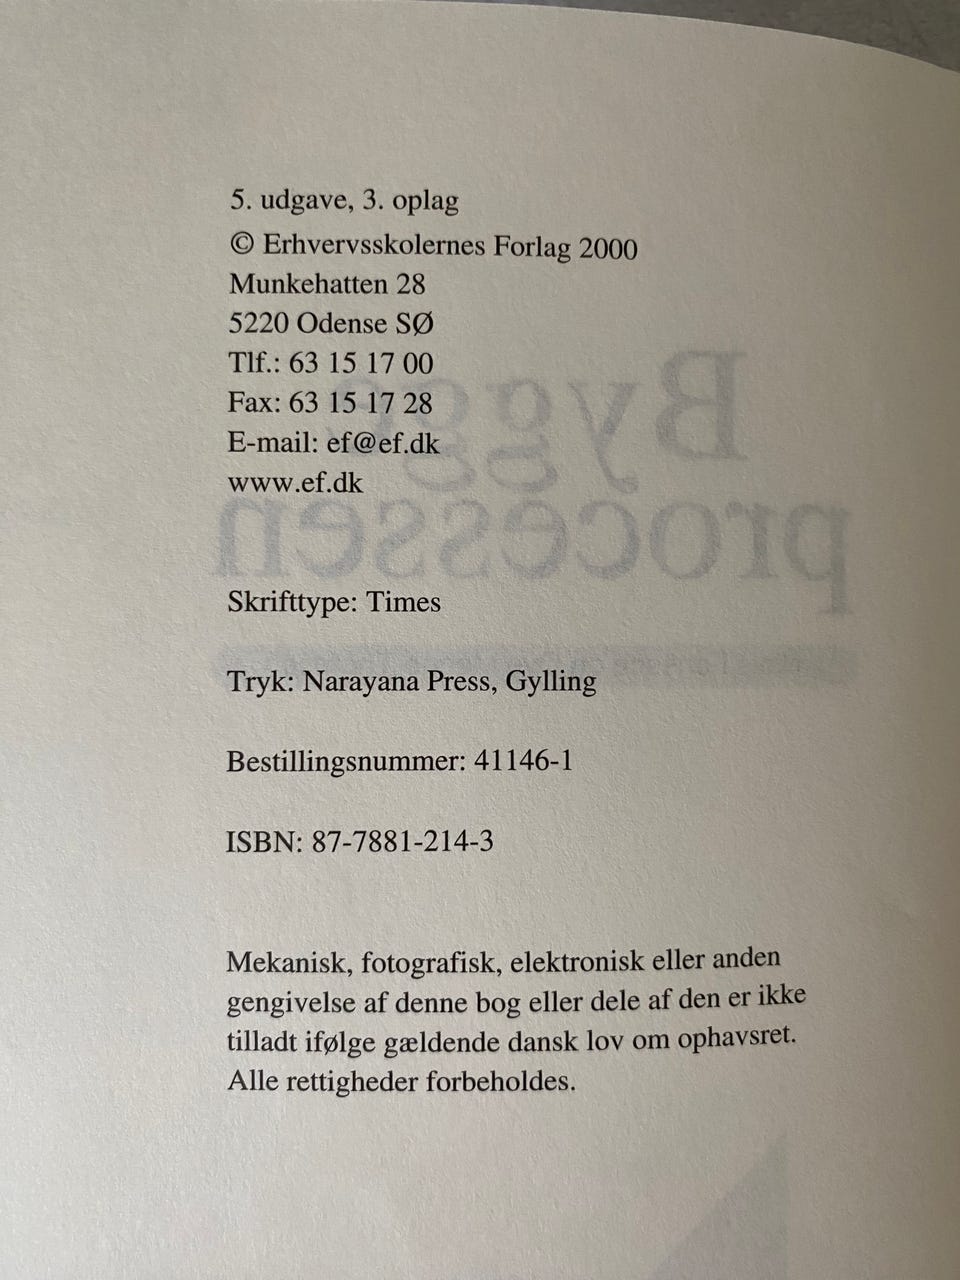 5. udgave, 3. oplag
© Erhvervsskolernes Forlag 2000
Munkehatten 28
5220 Odense SØ
Tlf.: 63 15 17 00
Fax: 63 15 17 28
E-mail: ef@ef.dk
www.ef.dk
Bygge
processen
Skrifttype: Times
Tryk: Narayana Press, Gylling
Bestillingsnummer: 41146-1
ISBN: 87-7881-214-3
Mekanisk, fotografisk, elektronisk eller anden
gengivelse af denne bog eller dele af den er ikke
tilladt ifølge gældende dansk lov om ophavsret.
Alle rettigheder forbeholdes.